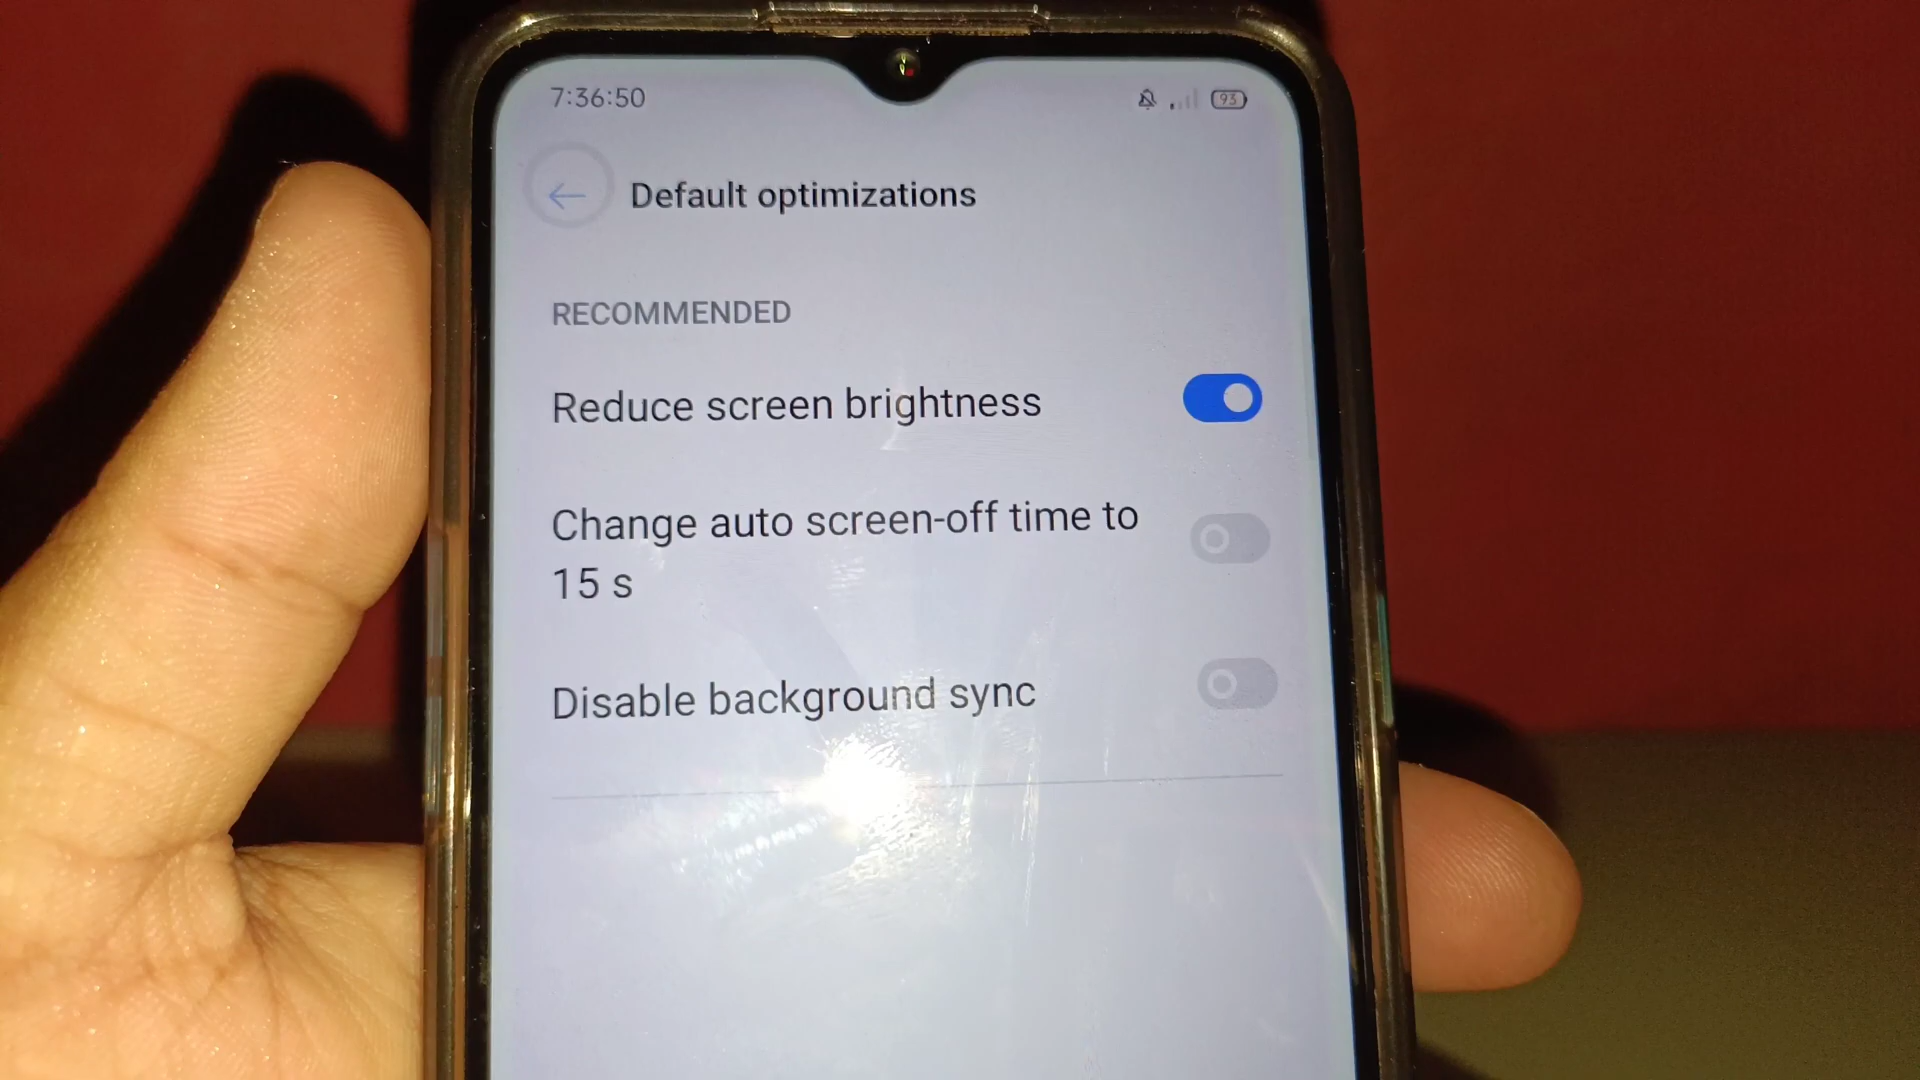 7:36:50
93
Default optimizations
RECOMMENDED
Reduce screen brightness
Change auto screen-off time to
15 s
Disable background sync